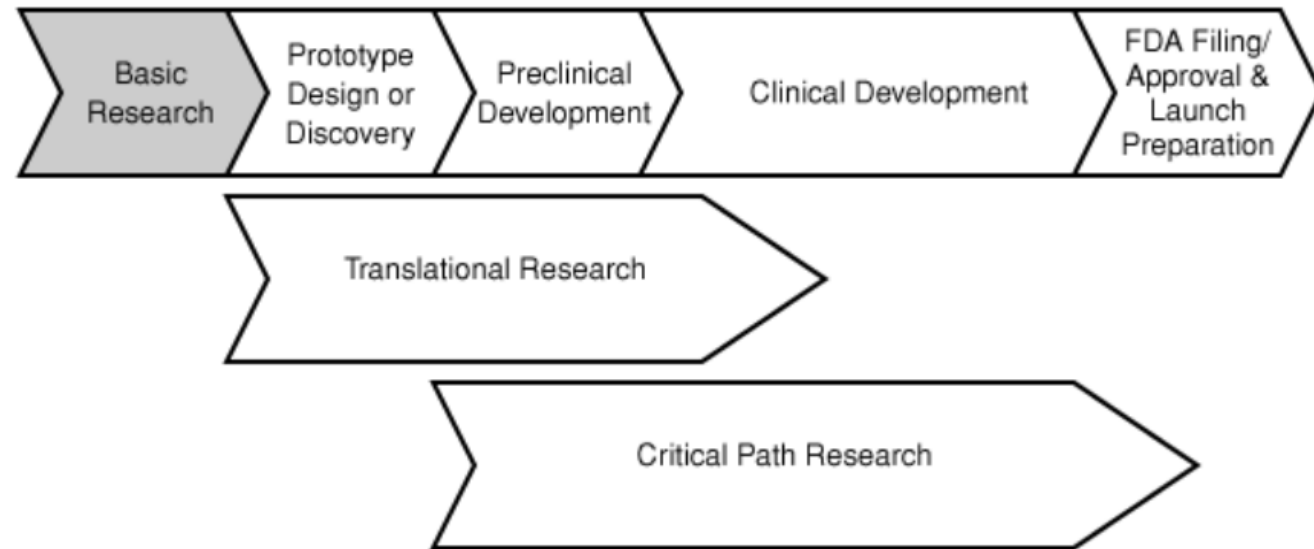 Basic
Research
Prototype
Design or
Discovery
Preclinical
Development
Clinical Development
FDA Filing/
Approval &
Launch
Preparation
Translational Research
Critical Path Research